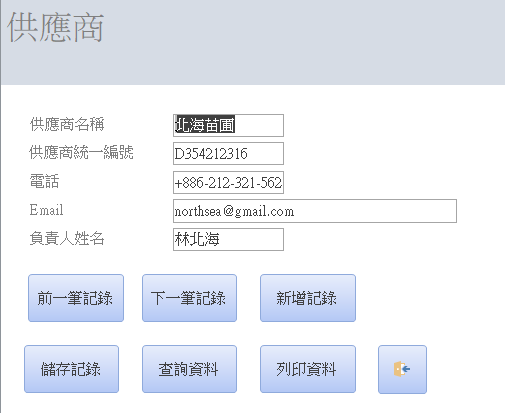 供應商
供應商名稱 北海苗圃
供應商統一編號 D354212316
電話 +886-212-321-562
Email northsea@gmail.com
負責人姓名 林北海
前一筆記錄 下一筆記錄 新增記錄
儲存記錄 查詢資料 列印資料